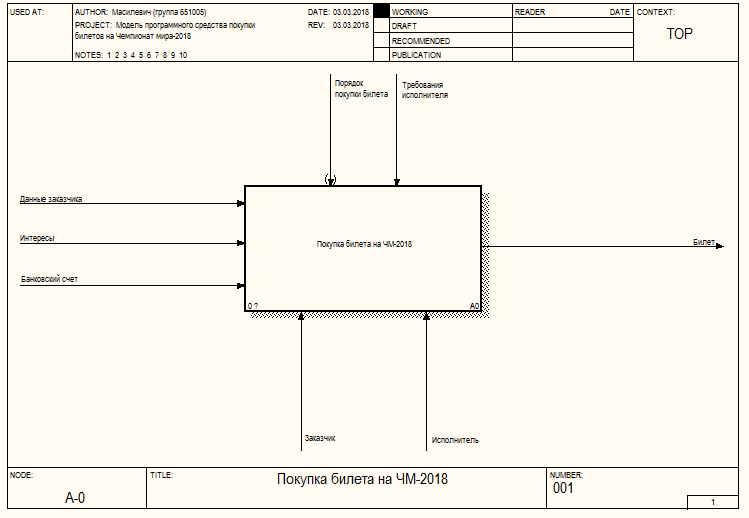 USED AT:
AUTHOR: Масилевич (группа 651005)
DATE: 03.03.2018
PROJECT: Модель программного средства покупки
билетов на Чемпионат мира-2018
REV: 03.03.2018
NOTES: 1 2 3 4 5 6 7 8 9 10
WORKING
DRAFT
RECOMMENDED
PUBLICATION
READER
DATE
CONTEXT:
TOP
Порядок
покупки билета
Требования
исполнителя
Данные заказчика
Интересы
Банковский счет
Покупка билета на ЧМ-2018
0 ?
A0
Билет
Заказчик
Исполнитель
NODE:
A-0
TITLE:
Покупка билета на ЧМ-2018
NUMBER:
001
1